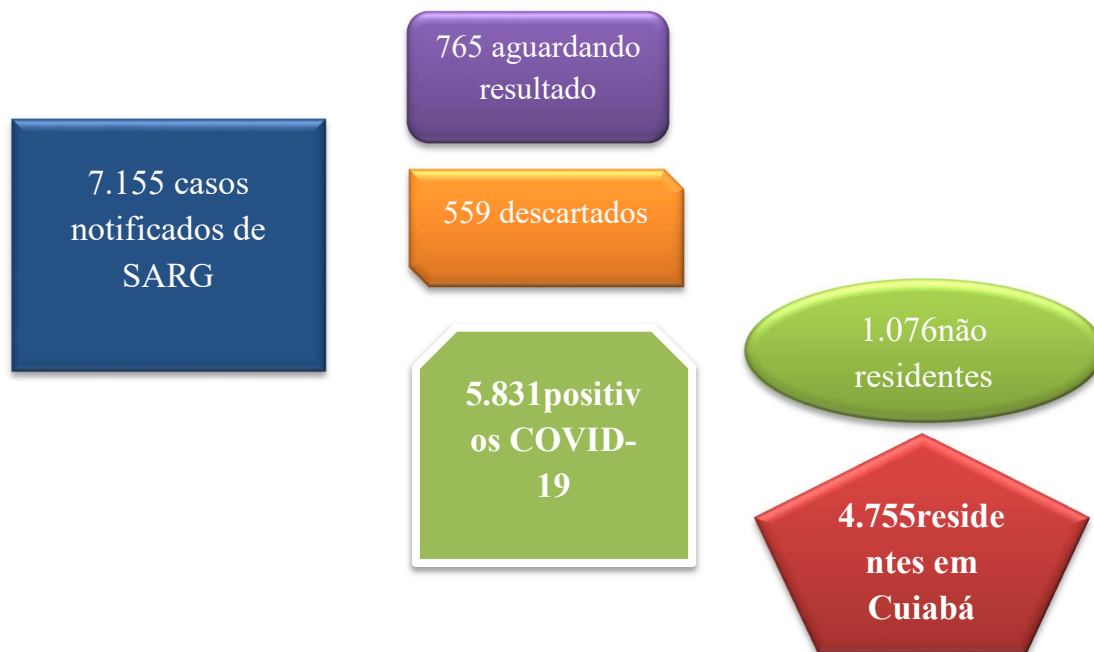 7.155 casos
notificados de
SARG
765 aguardando
resultado
559 descartados
5.831positiv
os COVID-
19
1.076não
residentes
4.755reside
ntes em
Cuiabá